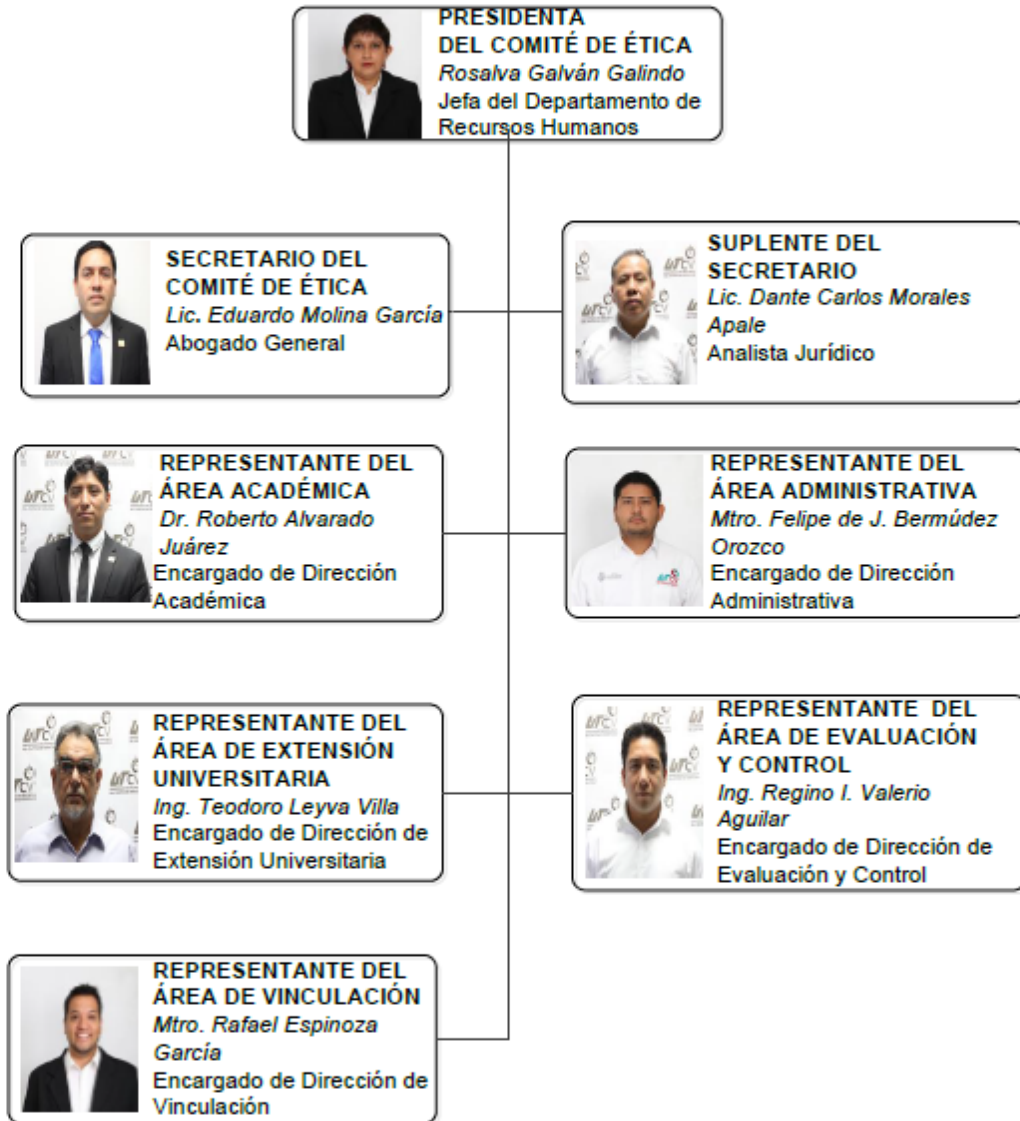 PRESIDENTA
DEL COMITÉ DE ÉTICA
Rosalva Galván Galindo
Jefa del Departamento de
Recursos Humanos
SECRETARIO DEL
COMITÉ DE ÉTICA
Lic. Eduardo Molina García
Abogado General
SUPLENTE DEL
SECRETARIO
Lic. Dante Carlos Morales
Apale
Analista Jurídico
REPRESENTANTE DEL
ÁREA ACADÉMICA
Dr. Roberto Alvarado
Juárez
Encargado de Dirección
Académica
REPRESENTANTE DEL
ÁREA ADMINISTRATIVA
Mtro. Felipe de J. Bermúdez
Orozco
Encargado de Dirección
Administrativa
REPRESENTANTE DEL
ÁREA DE EXTENSIÓN
UNIVERSITARIA
Ing. Teodoro Leyva Villa
Encargado de Dirección de
Extensión Universitaria
REPRESENTANTE DEL
ÁREA DE EVALUACIÓN
Y CONTROL
Ing. Regino I. Valerio
Aguilar
Encargado de Dirección de
Evaluación y Control
REPRESENTANTE DEL
ÁREA DE VINCULACIÓN
Mtro. Rafael Espinoza
García
Encargado de Dirección de
Vinculación